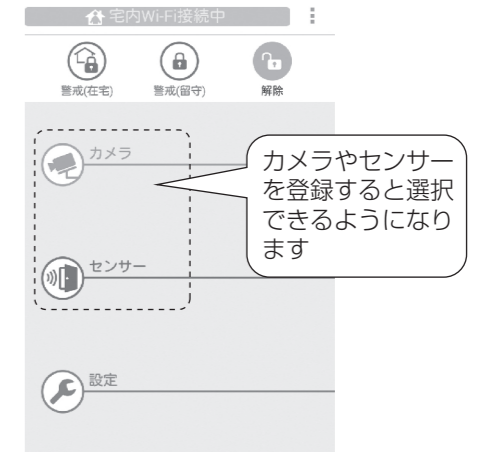 宅内Wi-Fi接続中
警戒(在宅) 警戒(留守) 解除
カメラ
カメラやセンサー
を登録すると選択
できるようになり
ます
センサー
設定